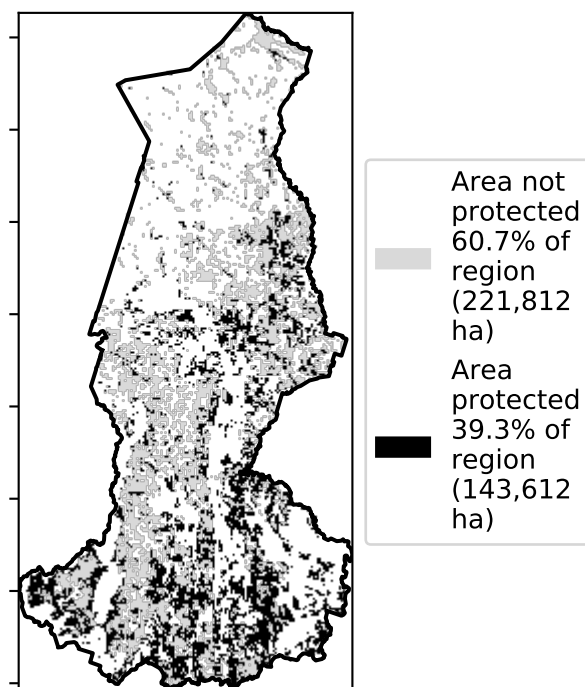 Area not
protected
60.7% of
region
(221,812
ha)
Area
protected
39.3% of
region
(143,612
ha)